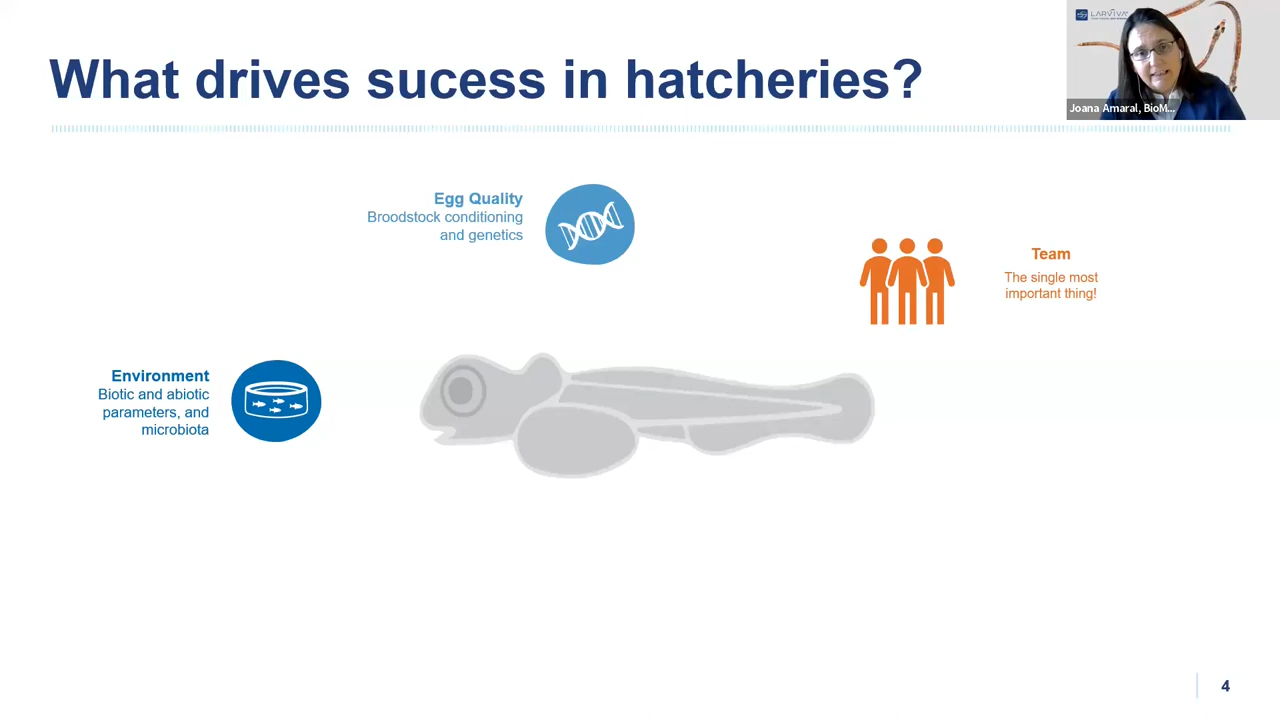 What drives sucess in hatcheries?
LARVIVA
Joana Amaral, BioM...
Egg Quality
Broodstock conditioning
and genetics
Team
The single most
important thing!
Environment
Biotic and abiotic
parameters, and
microbiota
4